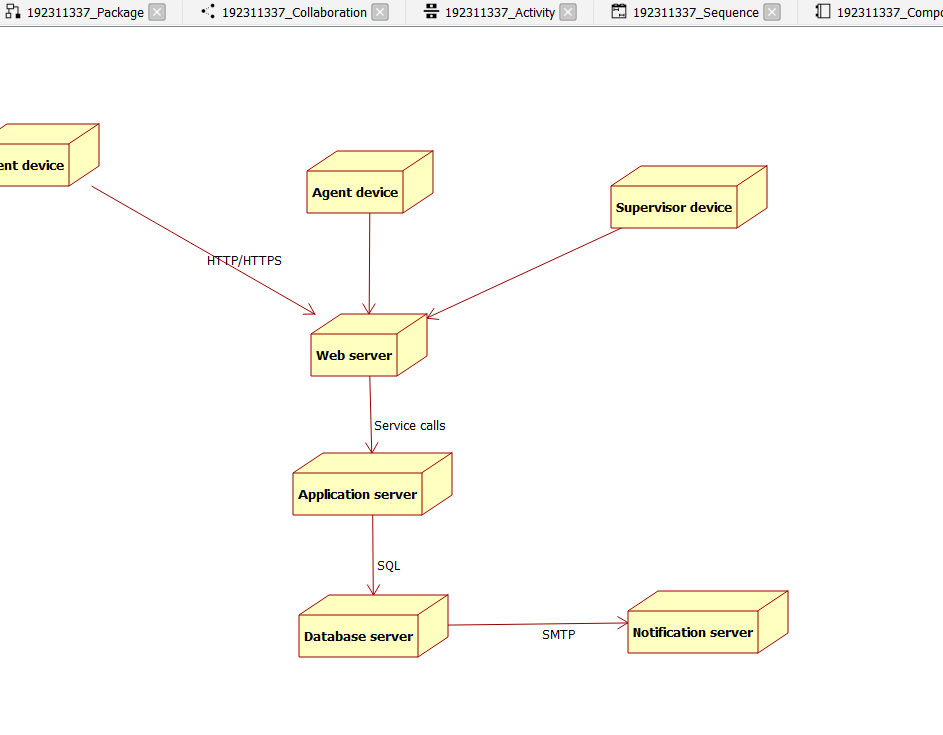 192311337_Package
192311337_Collaboration
192311337_Activity
192311337_Sequence
192311337_Compo
ent device
Agent device
Supervisor device
HTTP/HTTPS
Web server
Service calls
Application server
SQL
Database server
SMTP
Notification server